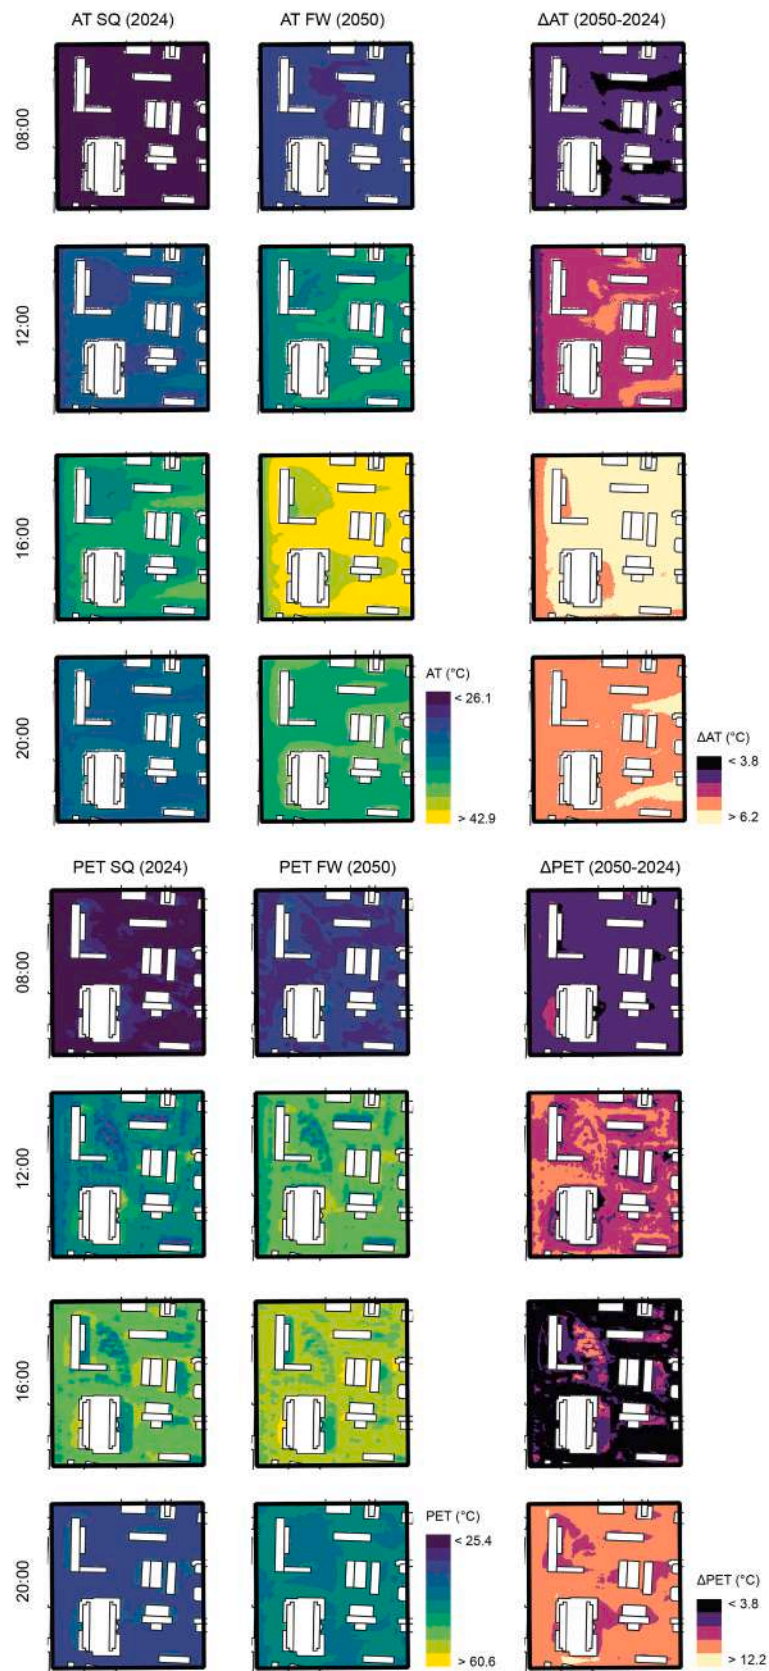 AT SQ (2024) AT FW (2050) ΔAT (2050-2024)
08:00
12:00
16:00
20:00
AT (°C)
< 26.1
> 42.9
ΔAT (°C)
< 3.8
> 6.2
PET SQ (2024) PET FW (2050) ΔPET (2050-2024)
08:00
12:00
16:00
20:00
PET (°C)
< 25.4
> 60.6
ΔPET (°C)
< 3.8
> 12.2